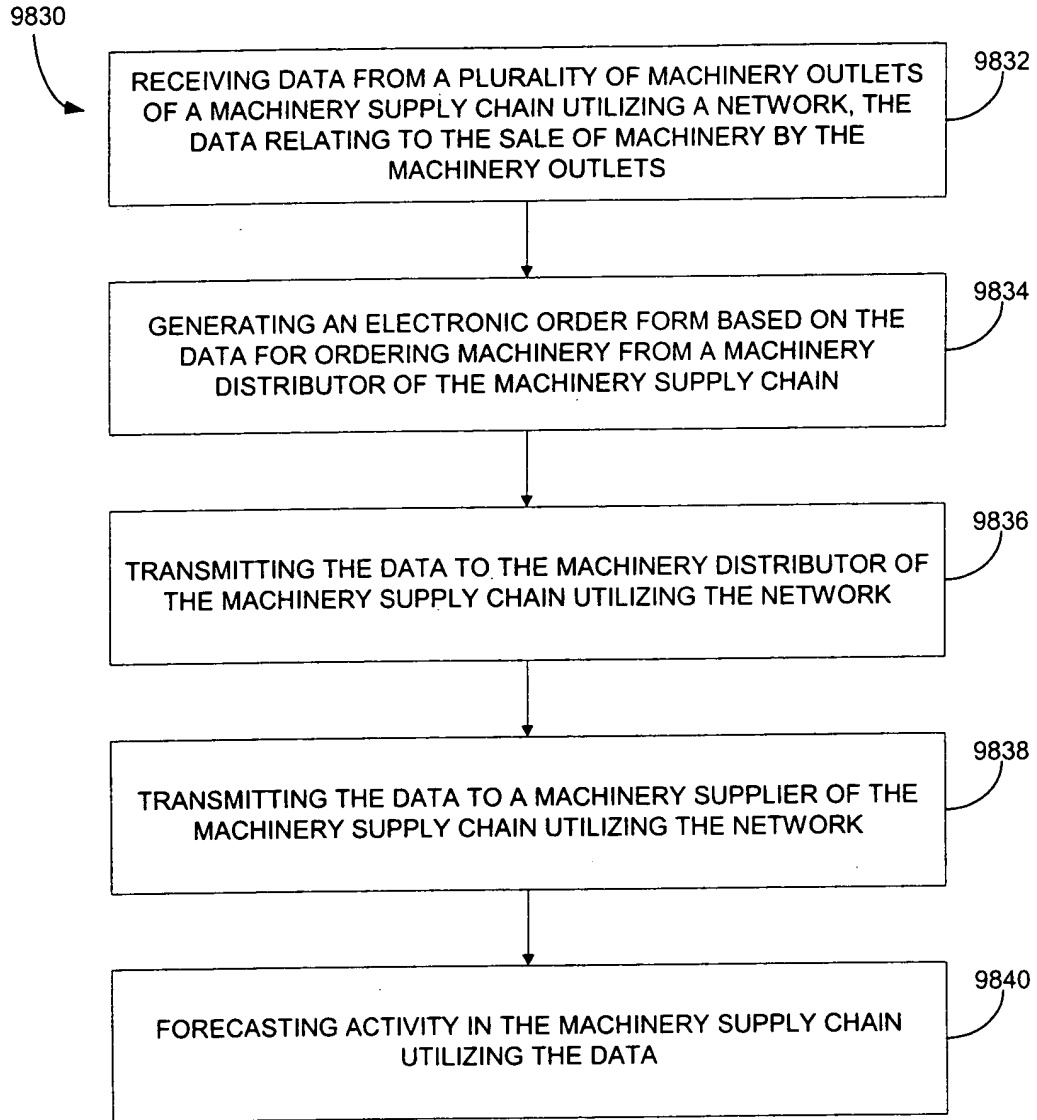 9830
RECEIVING DATA FROM A PLURALITY OF MACHINERY OUTLETS
OF A MACHINERY SUPPLY CHAIN UTILIZING A NETWORK, THE
DATA RELATING TO THE SALE OF MACHINERY BY THE
MACHINERY OUTLETS
9832
GENERATING AN ELECTRONIC ORDER FORM BASED ON THE
DATA FOR ORDERING MACHINERY FROM A MACHINERY
DISTRIBUTOR OF THE MACHINERY SUPPLY CHAIN
9834
TRANSMITTING THE DATA TO THE MACHINERY DISTRIBUTOR OF
THE MACHINERY SUPPLY CHAIN UTILIZING THE NETWORK
9836
TRANSMITTING THE DATA TO A MACHINERY SUPPLIER OF THE
MACHINERY SUPPLY CHAIN UTILIZING THE NETWORK
9838
FORECASTING ACTIVITY IN THE MACHINERY SUPPLY CHAIN
UTILIZING THE DATA
9840